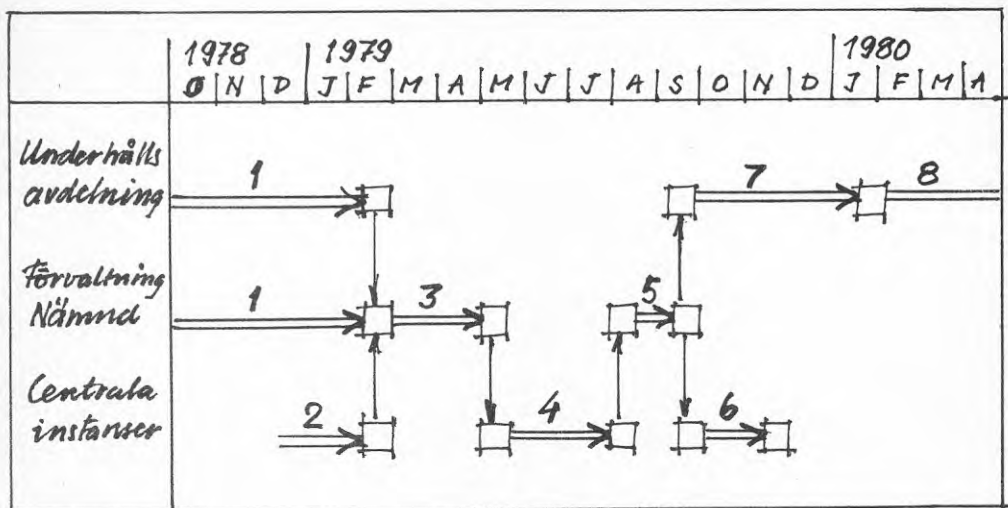 1978 1979 1980
O N D J F M A M J J A S O N D J F M A
Underhålls
avdelning
1 7 8
Förvaltning
Nämnd
1 3 5
Centrala
instanser
2 4 6